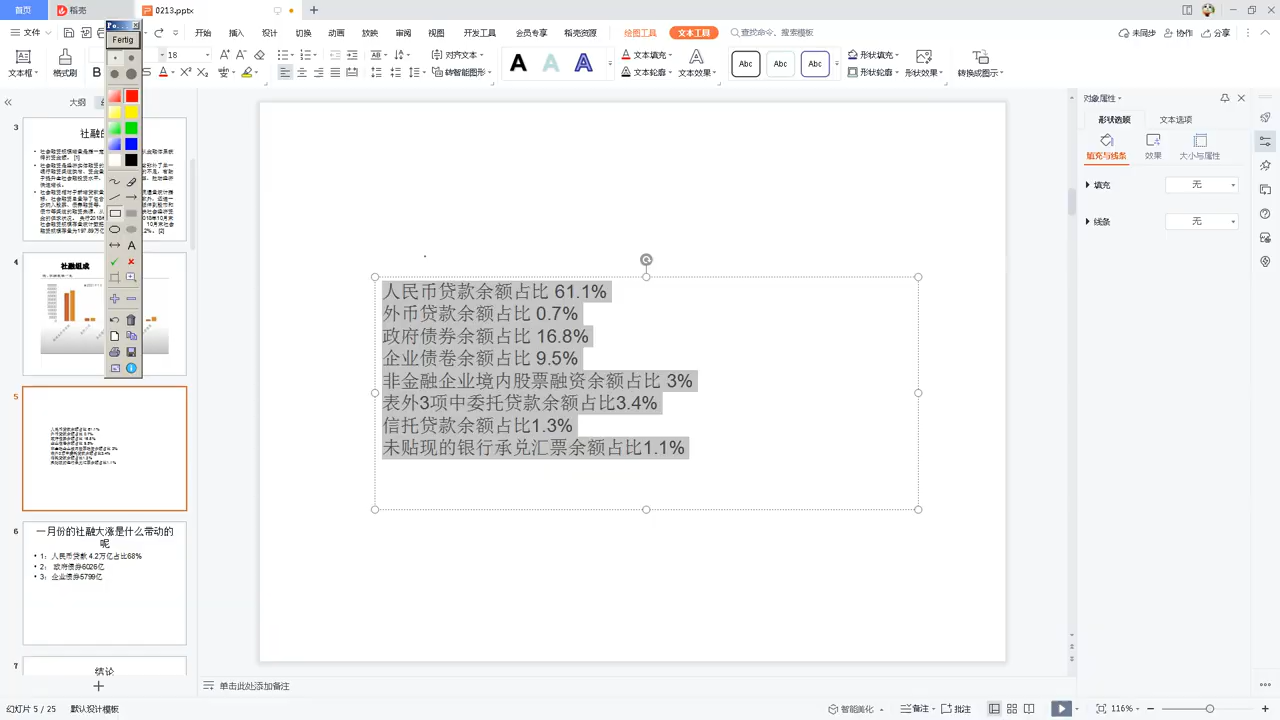 首页
稻壳
0213.pptx
文件
开始
插入
设计
切换
动画
放映
审阅
视图
开发工具
会员专享
稻壳资源
绘图工具
文本工具
查找命令、搜索模板
未同步
协作
分享
Fertig
18
文本框
格式刷
B
对齐文本
转智能图形
A
A
A
文本填充
文本轮廓
文本效果
Abc
Abc
Abc
形状填充
形状轮廓
形状效果
转换成图示
大纲
3
4
社融组成
5
6
一月份的社融大涨是什么带动的呢
1：人民币贷款 4.2万亿占比68%
2： 政府债券6026亿
3：企业债券5799亿
7
结论
人民币贷款余额占比 61.1%
外币贷款余额占比 0.7%
政府债券余额占比 16.8%
企业债卷余额占比 9.5%
非金融企业境内股票融资余额占比 3%
表外3项中委托贷款余额占比3.4%
信托贷款余额占比1.3%
未贴现的银行承兑汇票余额占比1.1%
对象属性
形状选项
文本选项
填充与线条
效果
大小与属性
填充
无
线条
无
单击此处添加备注
幻灯片 5 / 25
默认设计模板
智能美化
备注
批注
116%